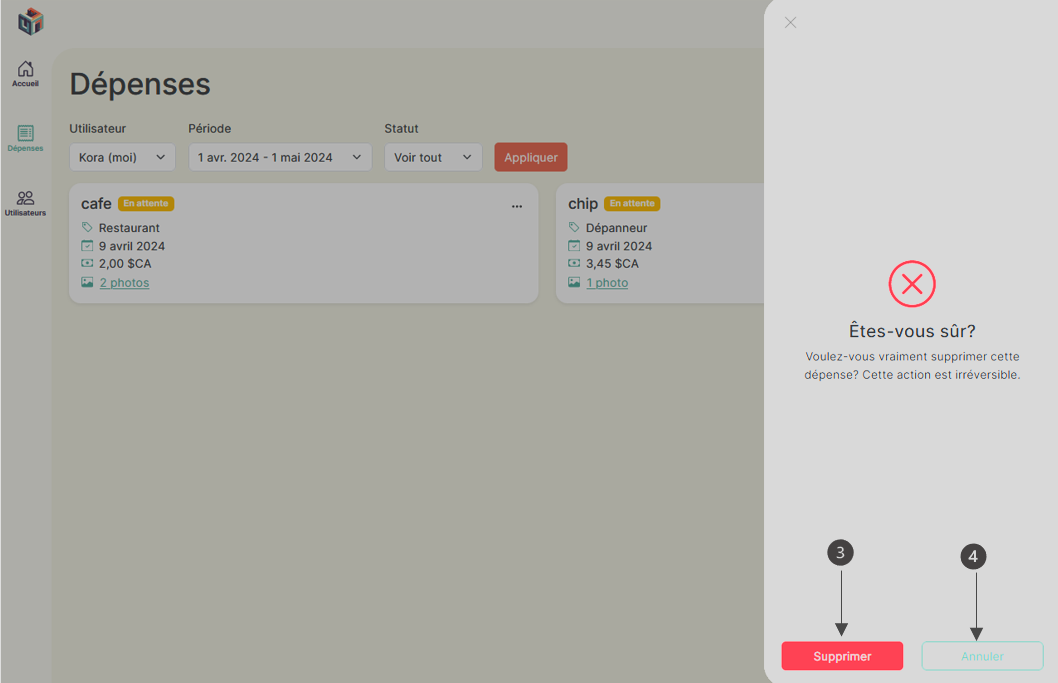 Accueil
Dépenses
Utilisateurs
Dépenses
Utilisateur Période Statut
Kora (moi) 1 avr. 2024 - 1 mai 2024 Voir tout Appliquer
cafe En attente ...
Restaurant
9 avril 2024
2,00 $CA
2 photos
chip En attente
Dépanneur
9 avril 2024
3,45 $CA
1 photo
Êtes-vous sûr?
Voulez-vous vraiment supprimer cette
dépense? Cette action est irréversible.
3 4
Supprimer Annuler